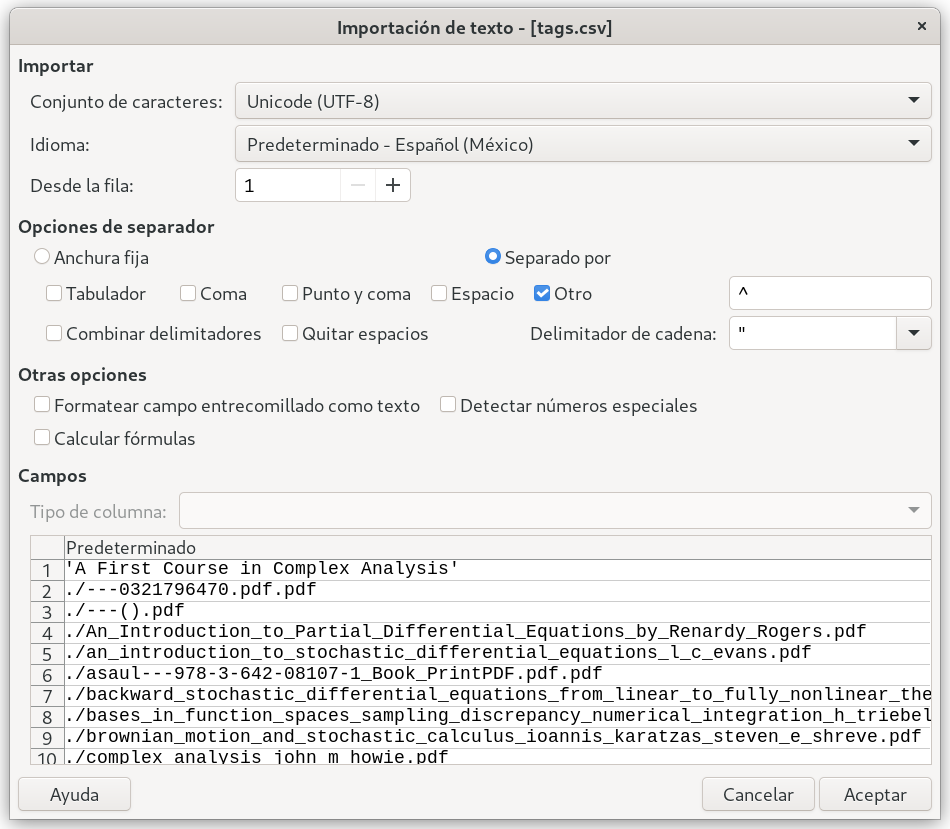 Importación de texto - [tags.csv] ×
Importar
Conjunto de caracteres: Unicode (UTF-8)
Idioma: Predeterminado - Español (México)
Desde la fila: 1 − +
Opciones de separador
Anchura fija Separado por
Tabulador Coma Punto y coma Espacio Otro ^
Combinar delimitadores Quitar espacios Delimitador de cadena: "
Otras opciones
Formatear campo entrecomillado como texto Detectar números especiales
Calcular fórmulas
Campos
Tipo de columna:
Predeterminado
1 'A First Course in Complex Analysis'
2 ./---0321796470.pdf.pdf
3 ./---().pdf
4 ./An_Introduction_to_Partial_Differential_Equations_by_Renardy_Rogers.pdf
5 ./an_introduction_to_stochastic_differential_equations_l_c_evans.pdf
6 ./asaul---978-3-642-08107-1_Book_PrintPDF.pdf.pdf
7 ./backward_stochastic_differential_equations_from_linear_to_fully_nonlinear_the
8 ./bases_in_function_spaces_sampling_discrepancy_numerical_integration_h_triebel
9 ./brownian_motion_and_stochastic_calculus_ioannis_karatzas_steven_e_shreve.pdf
10 ./complex_analysis_john_m_howie.pdf
Ayuda Cancelar Aceptar